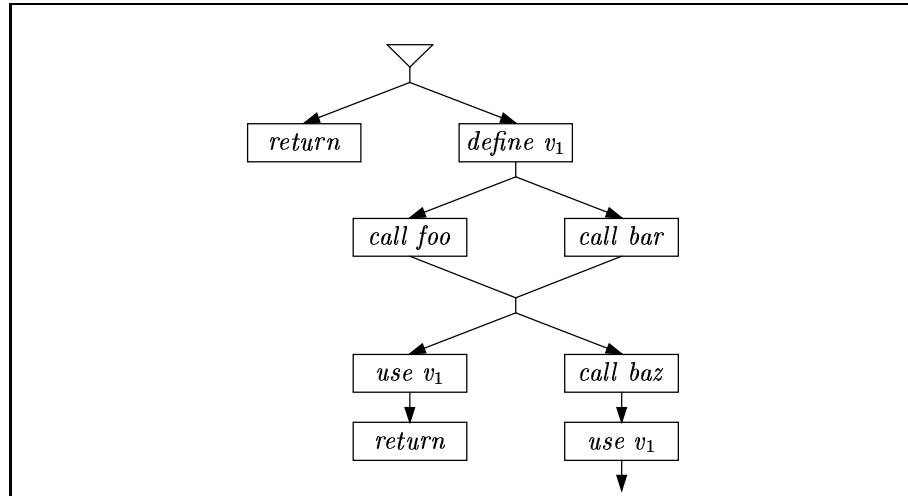 return define v₁
call foo call bar
use v₁ call baz
return use v₁